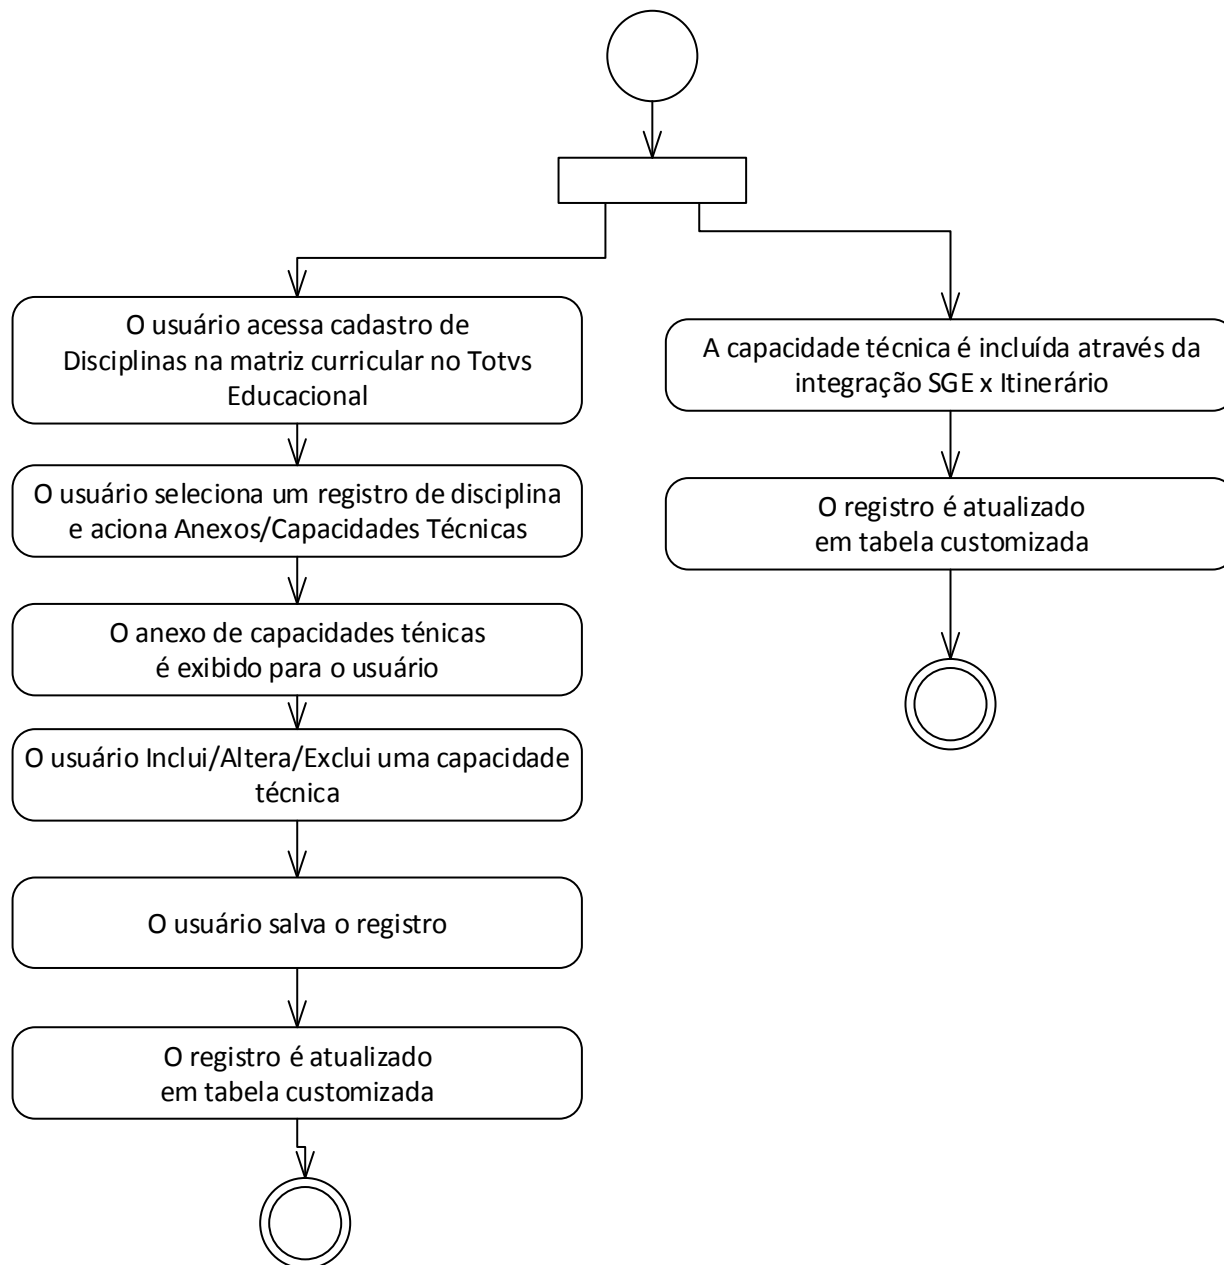 O usuário acessa cadastro de
Disciplinas na matriz curricular no Totvs
Educacional
O usuário seleciona um registro de disciplina
e aciona Anexos/Capacidades Técnicas
O anexo de capacidades ténicas
é exibido para o usuário
O usuário Inclui/Altera/Exclui uma capacidade
técnica
O usuário salva o registro
O registro é atualizado
em tabela customizada
A capacidade técnica é incluída através da
integração SGE x Itinerário
O registro é atualizado
em tabela customizada